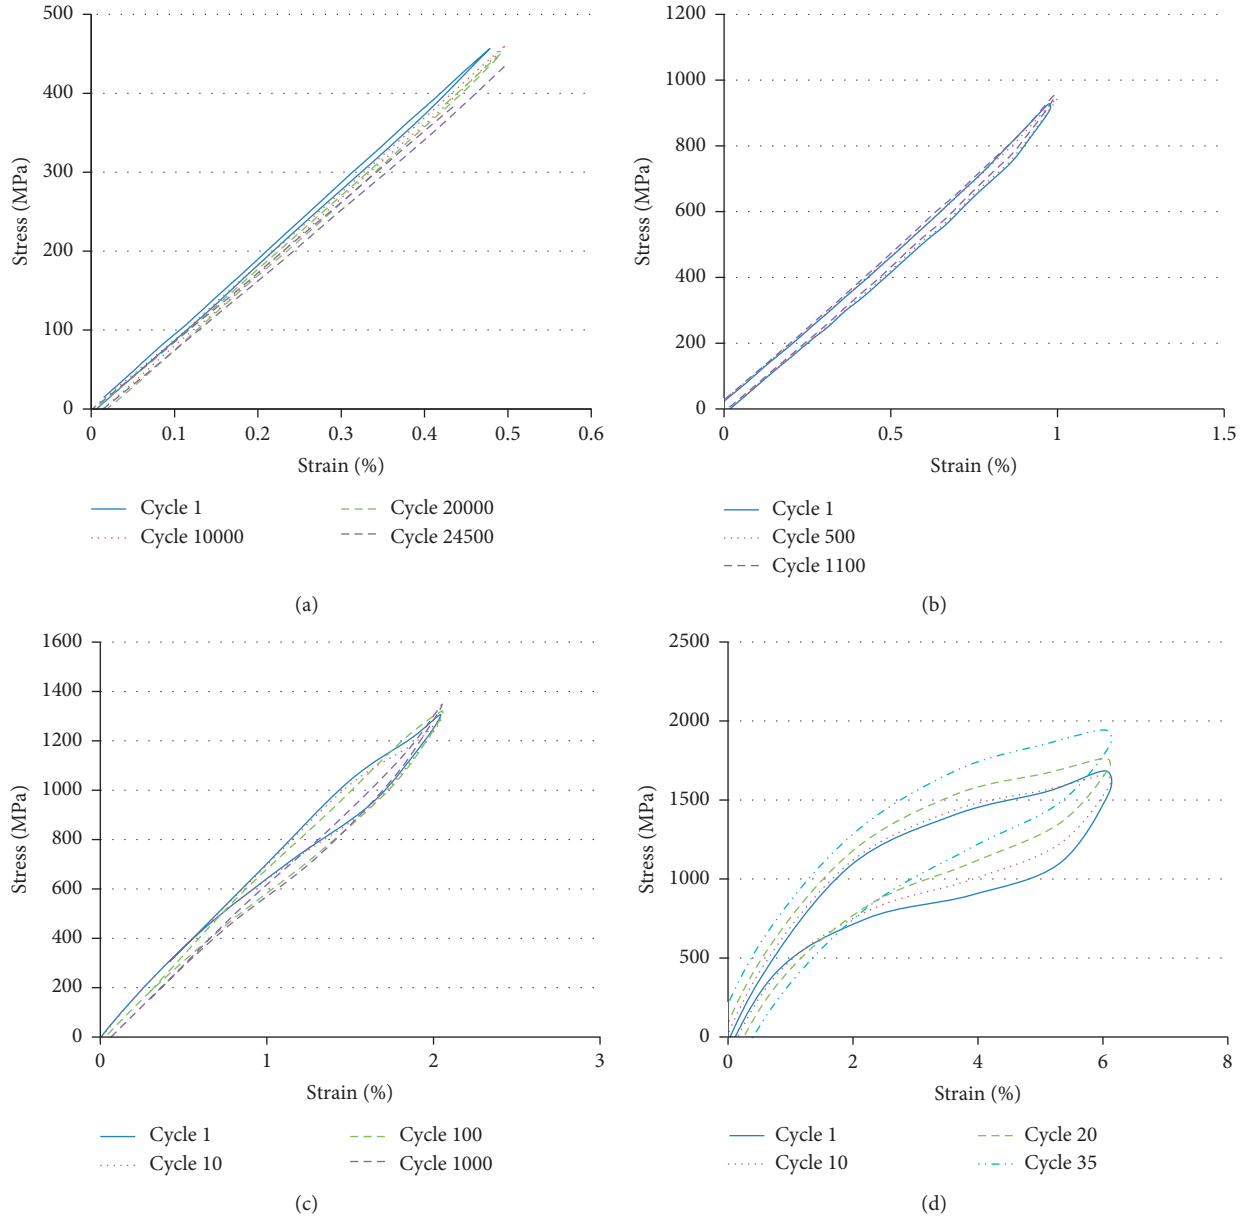 500
400
300
200
100
0
Stress (MPa)
0 0.1 0.2 0.3 0.4 0.5 0.6
Strain (%)
Cycle 1 Cycle 20000
Cycle 10000 Cycle 24500
(a)
1200
1000
800
600
400
200
0
Stress (MPa)
0 0.5 1 1.5
Strain (%)
Cycle 1
Cycle 500
Cycle 1100
(b)
1600
1400
1200
1000
800
600
400
200
0
Stress (MPa)
0 1 2 3
Strain (%)
Cycle 1 Cycle 100
Cycle 10 Cycle 1000
(c)
2500
2000
1500
1000
500
0
Stress (MPa)
0 2 4 6 8
Strain (%)
Cycle 1 Cycle 20
Cycle 10 Cycle 35
(d)